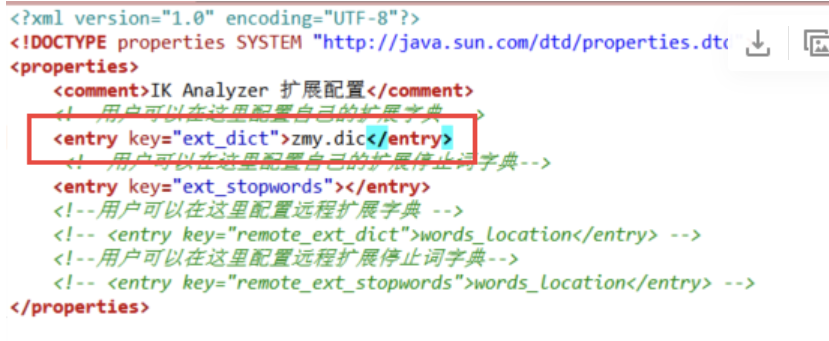 <?xml version="1.0" encoding="UTF-8"?>
<!DOCTYPE properties SYSTEM "http://java.sun.com/dtd/properties.dtd"
<properties>
<comment>IK Analyzer 扩展配置</comment>
<!--用户可以在这里配置自己的扩展字典 -->
<entry key="ext_dict">zmy.dic</entry>
<!--用户可以在这里配置自己的扩展停止词字典-->
<entry key="ext_stopwords"></entry>
<!--用户可以在这里配置远程扩展字典 -->
<!-- <entry key="remote_ext_dict">words_location</entry> -->
<!--用户可以在这里配置远程扩展停止词字典-->
<!-- <entry key="remote_ext_stopwords">words_location</entry> -->
</properties>